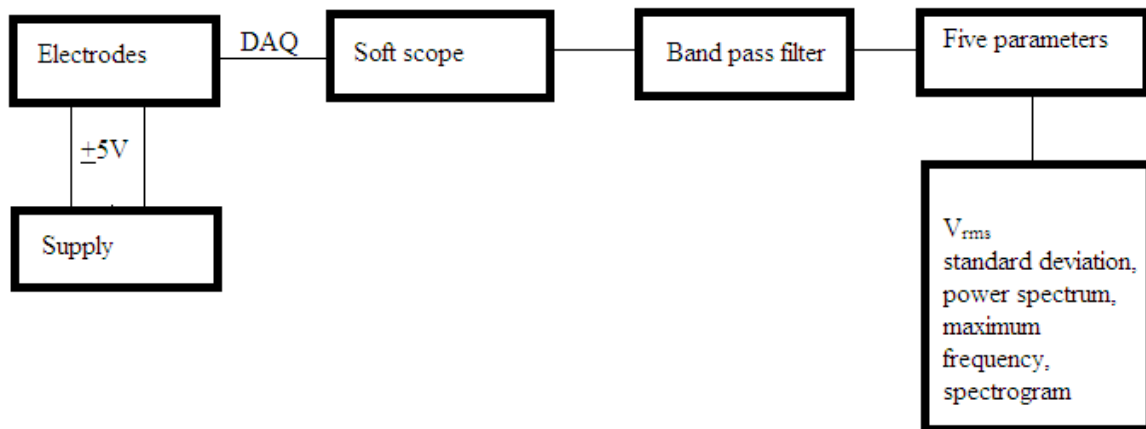 Electrodes
DAQ
Soft scope
Band pass filter
Five parameters
±5V
Supply
Vrms
standard deviation,
power spectrum,
maximum
frequency,
spectrogram